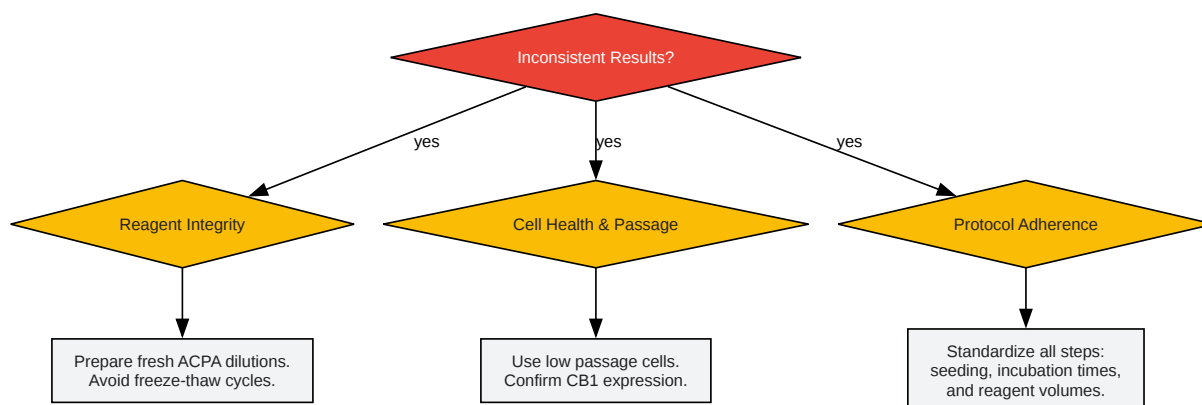 Inconsistent Results?
yes
yes
yes
Reagent Integrity
Cell Health & Passage
Protocol Adherence
Prepare fresh ACPA dilutions.
Avoid freeze-thaw cycles.
Use low passage cells.
Confirm CB1 expression.
Standardize all steps:
seeding, incubation times,
and reagent volumes.